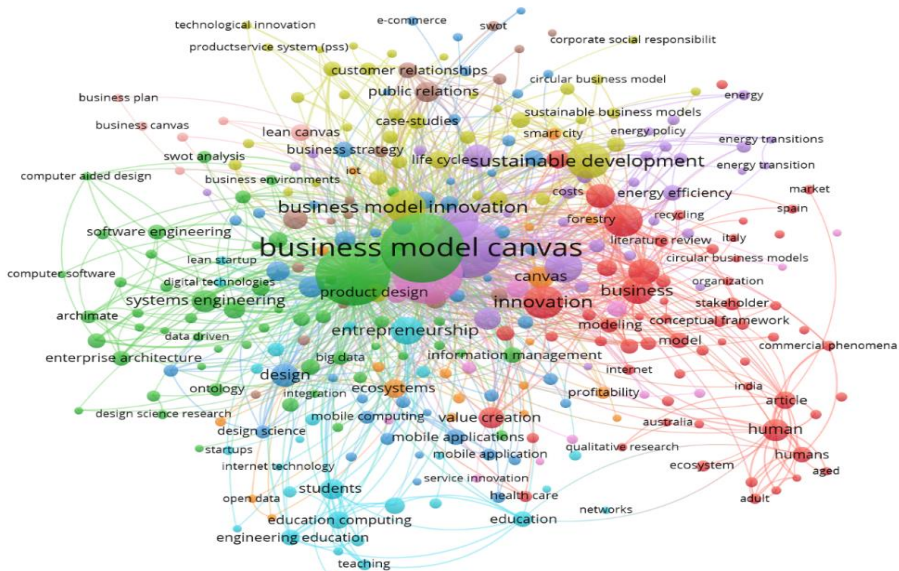 technological innovation
e-commerce
swot
productservice system (pss)
corporate social responsibilit
customer relationships
circular business model
public relations
energy
business plan
case-studies
sustainable business models
business canvas
lean canvas
smart city
energy policy
energy transitions
business strategy
swot analysis
life cycle
sustainable development
energy transition
iot
computer aided design
business environments
costs
energy efficiency
market
business model innovation
forestry
recycling
spain
software engineering
literature review
italy
business model canvas
lean startup
circular business models
computer software
digital technologies
canvas
organization
product design
business
systems engineering
innovation
stakeholder
archimate
entrepreneurship
modeling
conceptual framework
data driven
model
commercial phenomena
enterprise architecture
big data
information management
internet
design
ontology
integration
ecosystems
profitability
india
article
design science research
mobile computing
value creation
australia
design science
human
mobile applications
startups
qualitative research
mobile application
humans
internet technology
ecosystem
aged
service innovation
students
open data
health care
adult
education computing
education
networks
engineering education
teaching